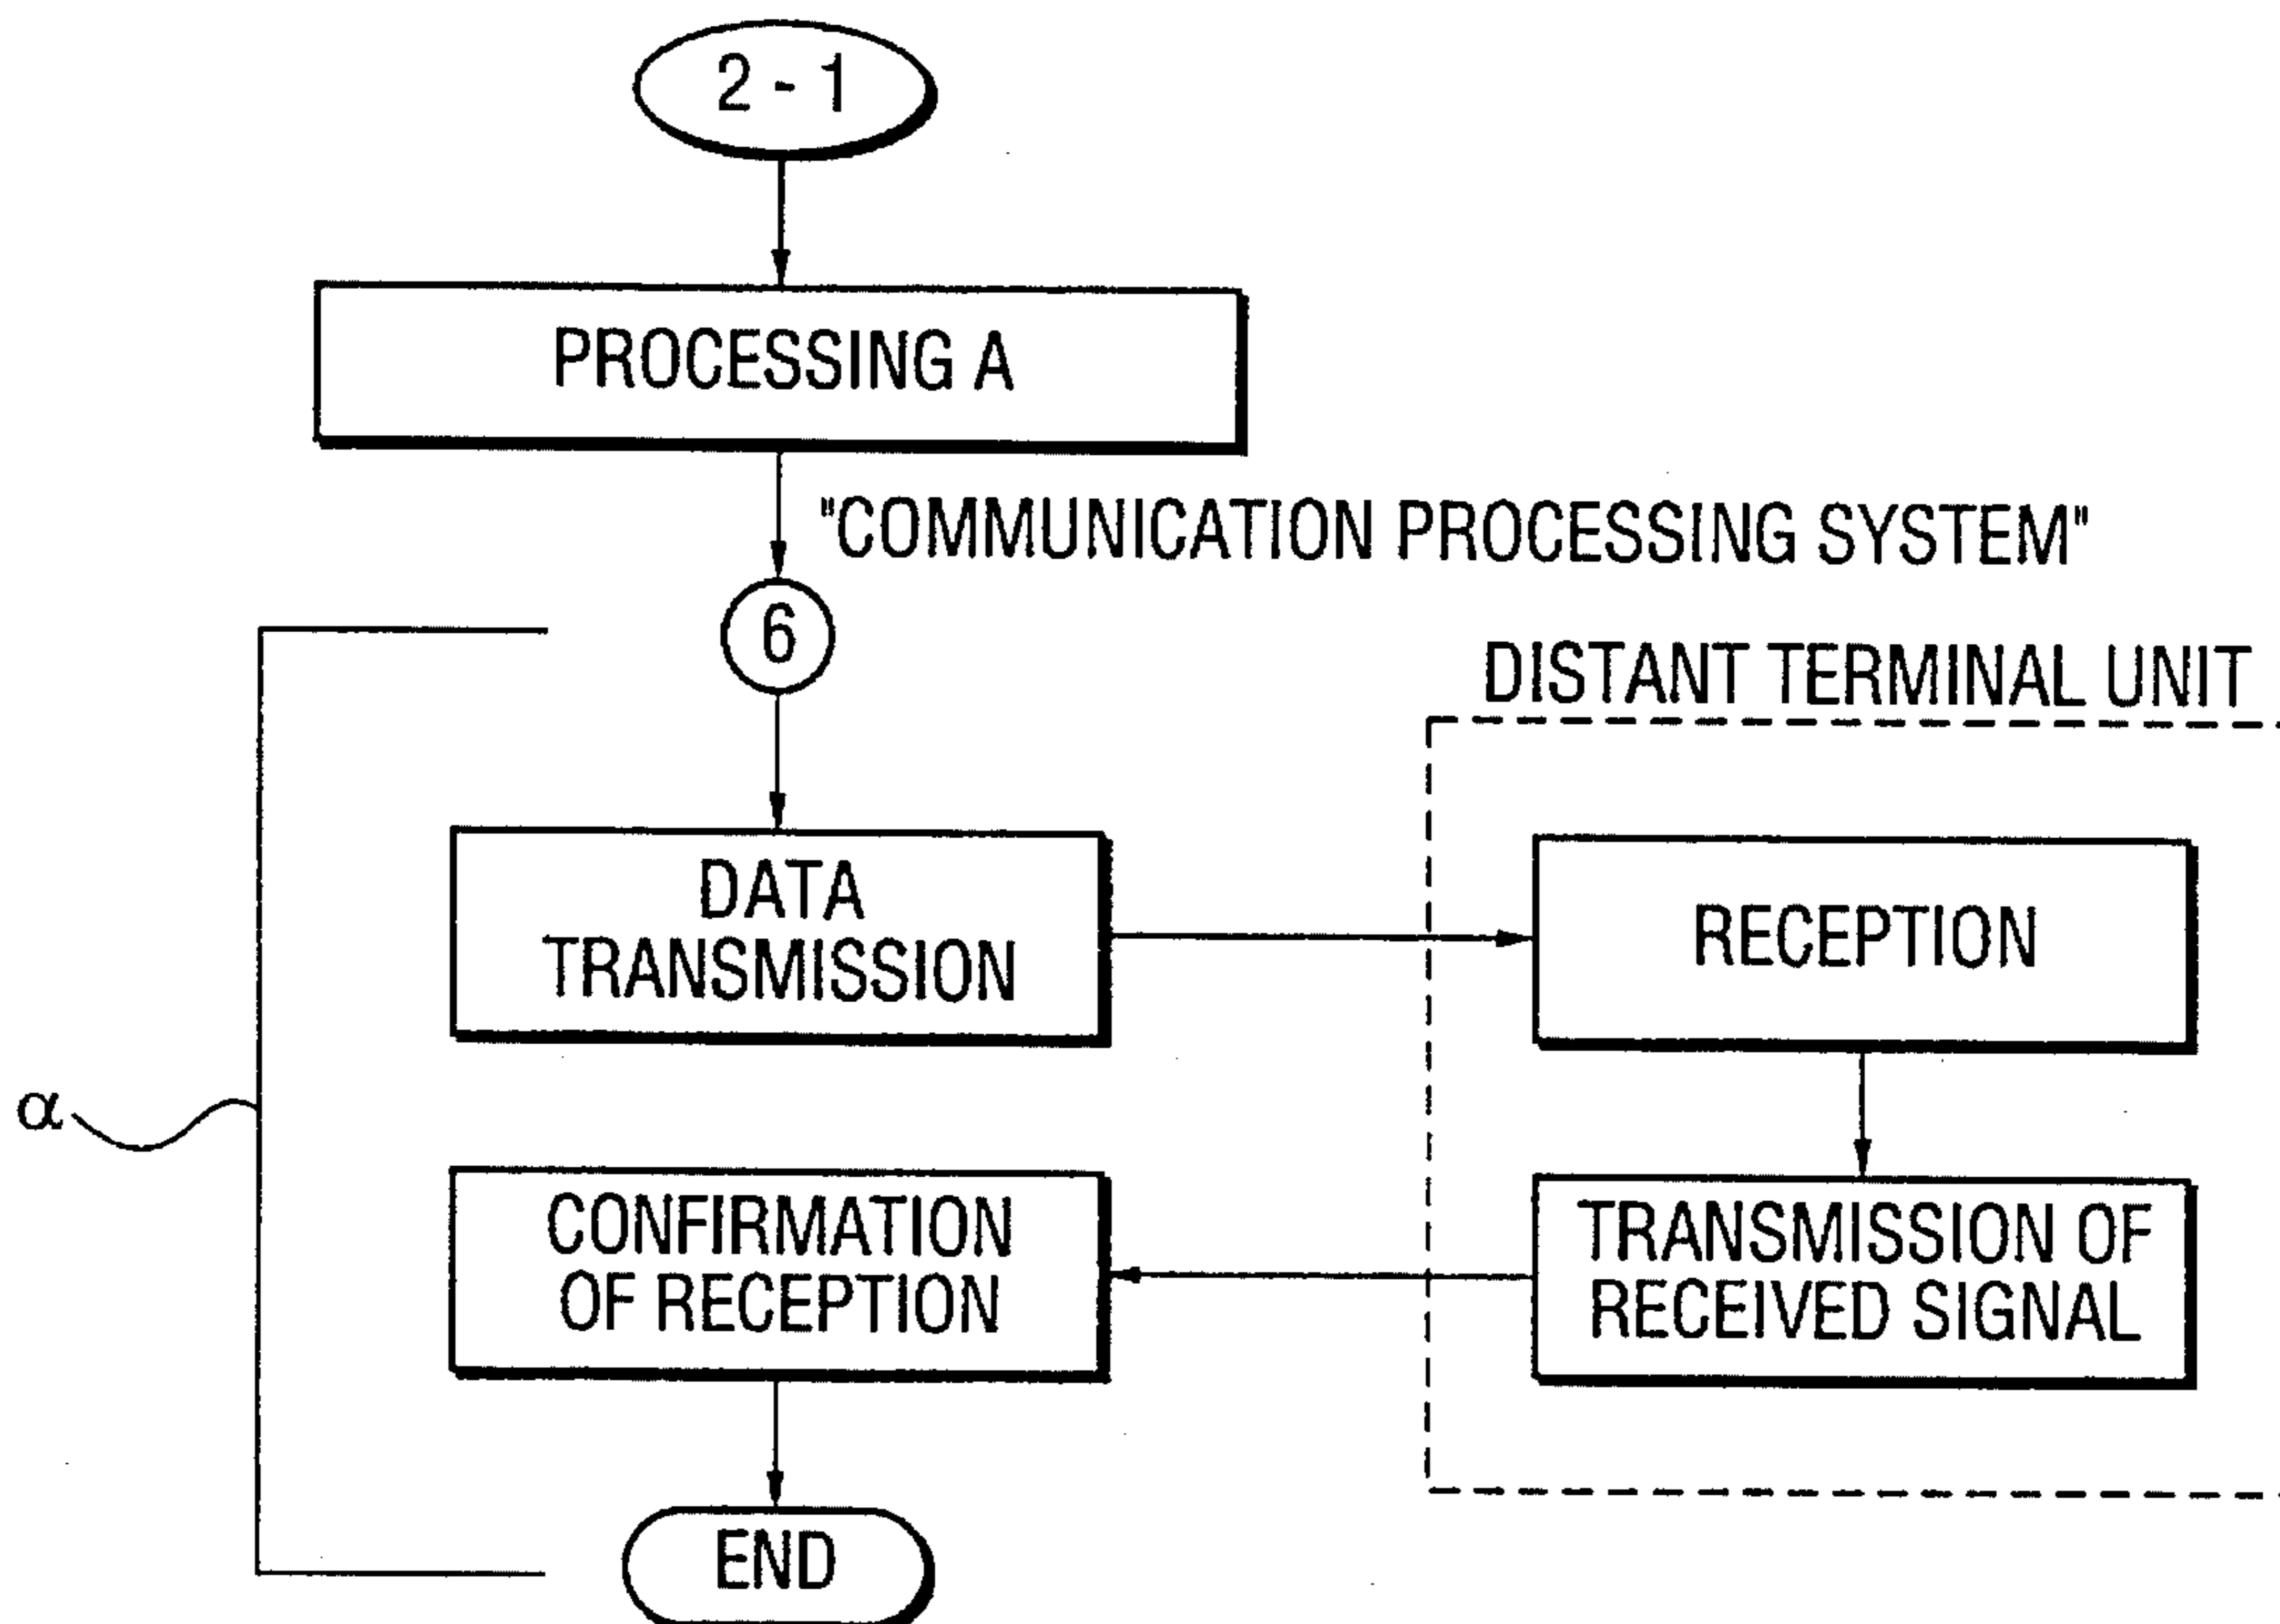 2 - 1
PROCESSING A
"COMMUNICATION PROCESSING SYSTEM"
6
DISTANT TERMINAL UNIT
DATA
TRANSMISSION
RECEPTION
α
CONFIRMATION
OF RECEPTION
TRANSMISSION OF
RECEIVED SIGNAL
END